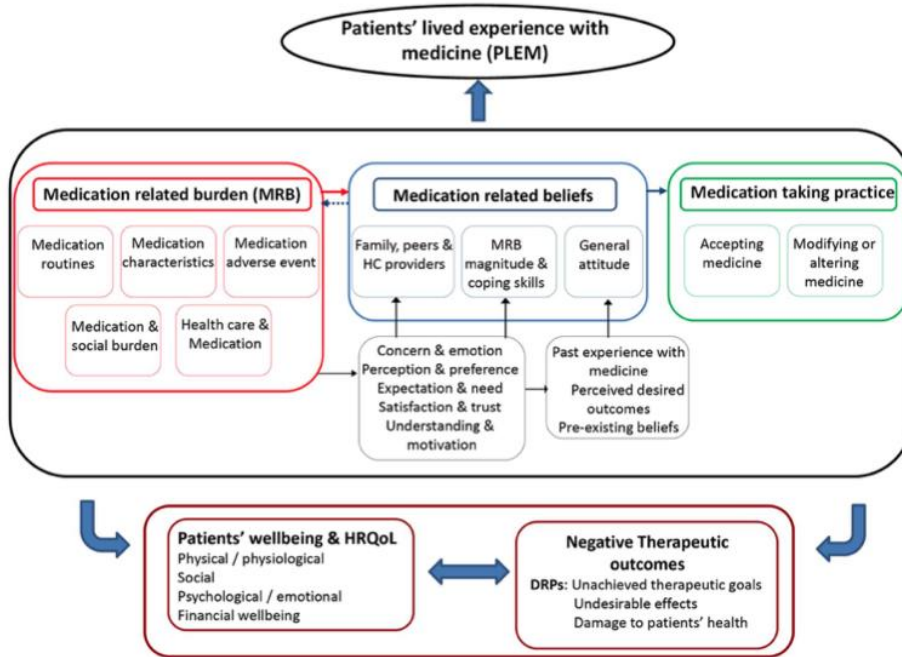 Patients' lived experience with
medicine (PLEM)
Medication related burden (MRB)
Medication
routines
Medication
characteristics
Medication
adverse event
Medication &
social burden
Health care &
Medication
Medication related beliefs
Family, peers &
HC providers
MRB
magnitude &
coping skills
General
attitude
Medication taking practice
Accepting
medicine
Modifying or
altering
medicine
Concern & emotion
Perception & preference
Expectation & need
Satisfaction & trust
Understanding &
motivation
Past experience with
medicine
Perceived desired
outcomes
Pre-existing beliefs
Patients' wellbeing & HRQoL
Physical / physiological
Social
Psychological / emotional
Financial wellbeing
Negative Therapeutic
outcomes
DRPs: Unachieved therapeutic goals
Undesirable effects
Damage to patients' health